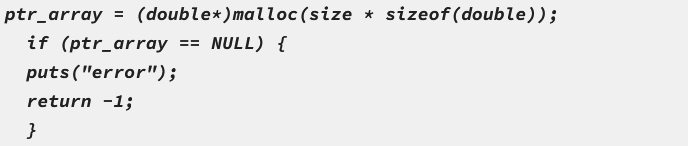 ptr_array = (double*)malloc(size * sizeof(double));
if (ptr_array == NULL) {
puts("error");
return -1;
}